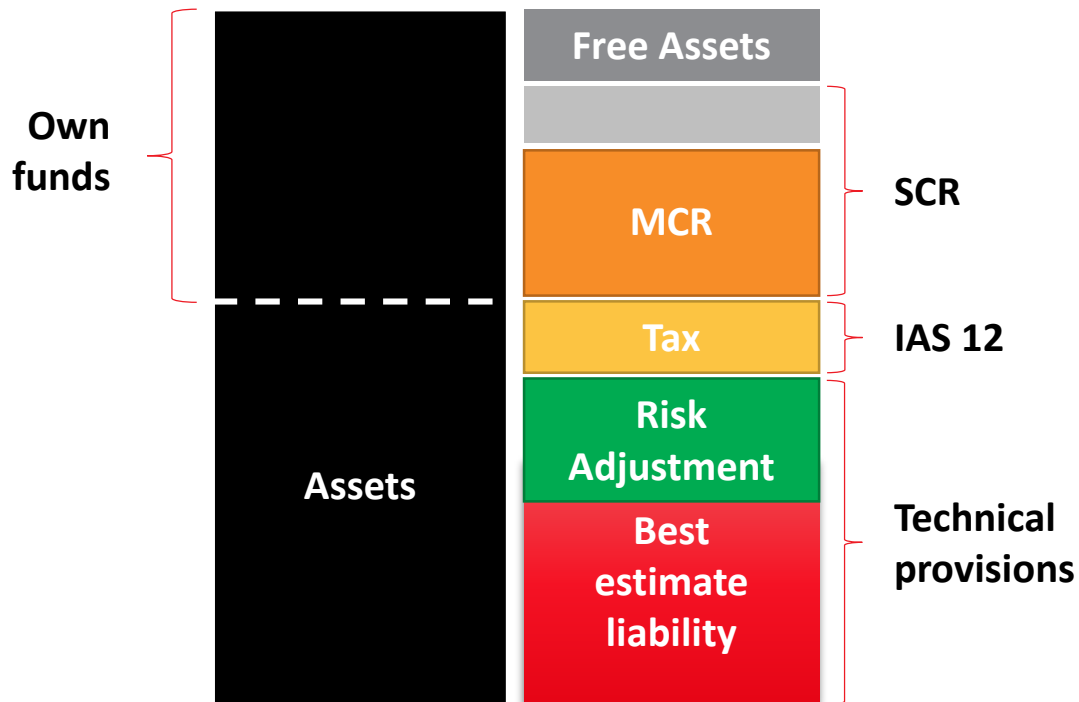 Own
funds
Assets
Free Assets
MCR
Tax
Risk
Adjustment
Best
estimate
liability
SCR
IAS 12
Technical
provisions